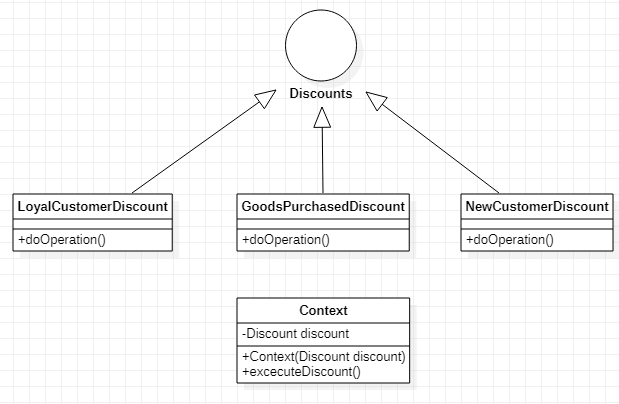 Discounts
LoyalCustomerDiscount
+doOperation()
GoodsPurchasedDiscount
+doOperation()
NewCustomerDiscount
+doOperation()
Context
-Discount discount
+Context(Discount discount)
+excecuteDiscount()